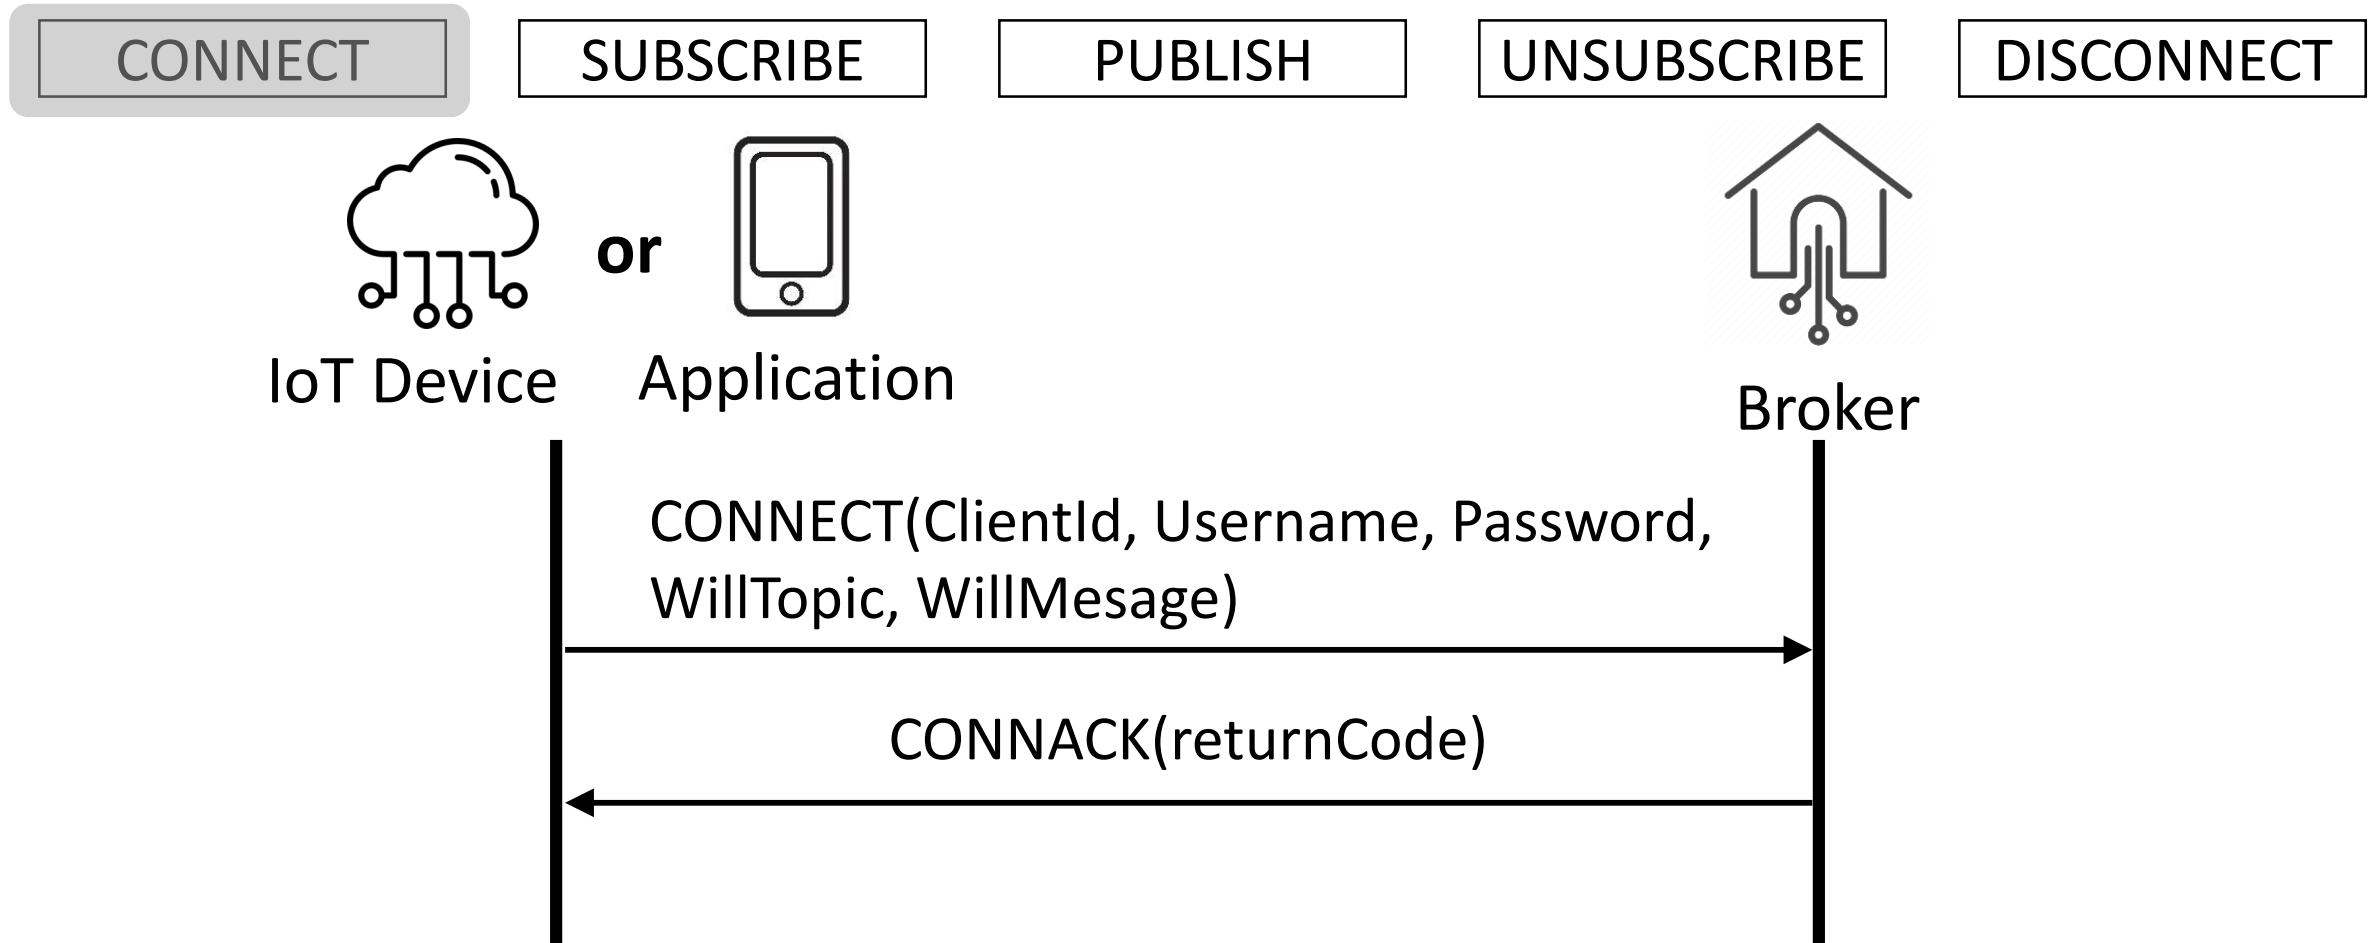 CONNECT
SUBSCRIBE
PUBLISH
UNSUBSCRIBE
DISCONNECT
or
IoT Device
Application
Broker
CONNECT(ClientId, Username, Password,
WillTopic, WillMesage)
CONNACK(returnCode)